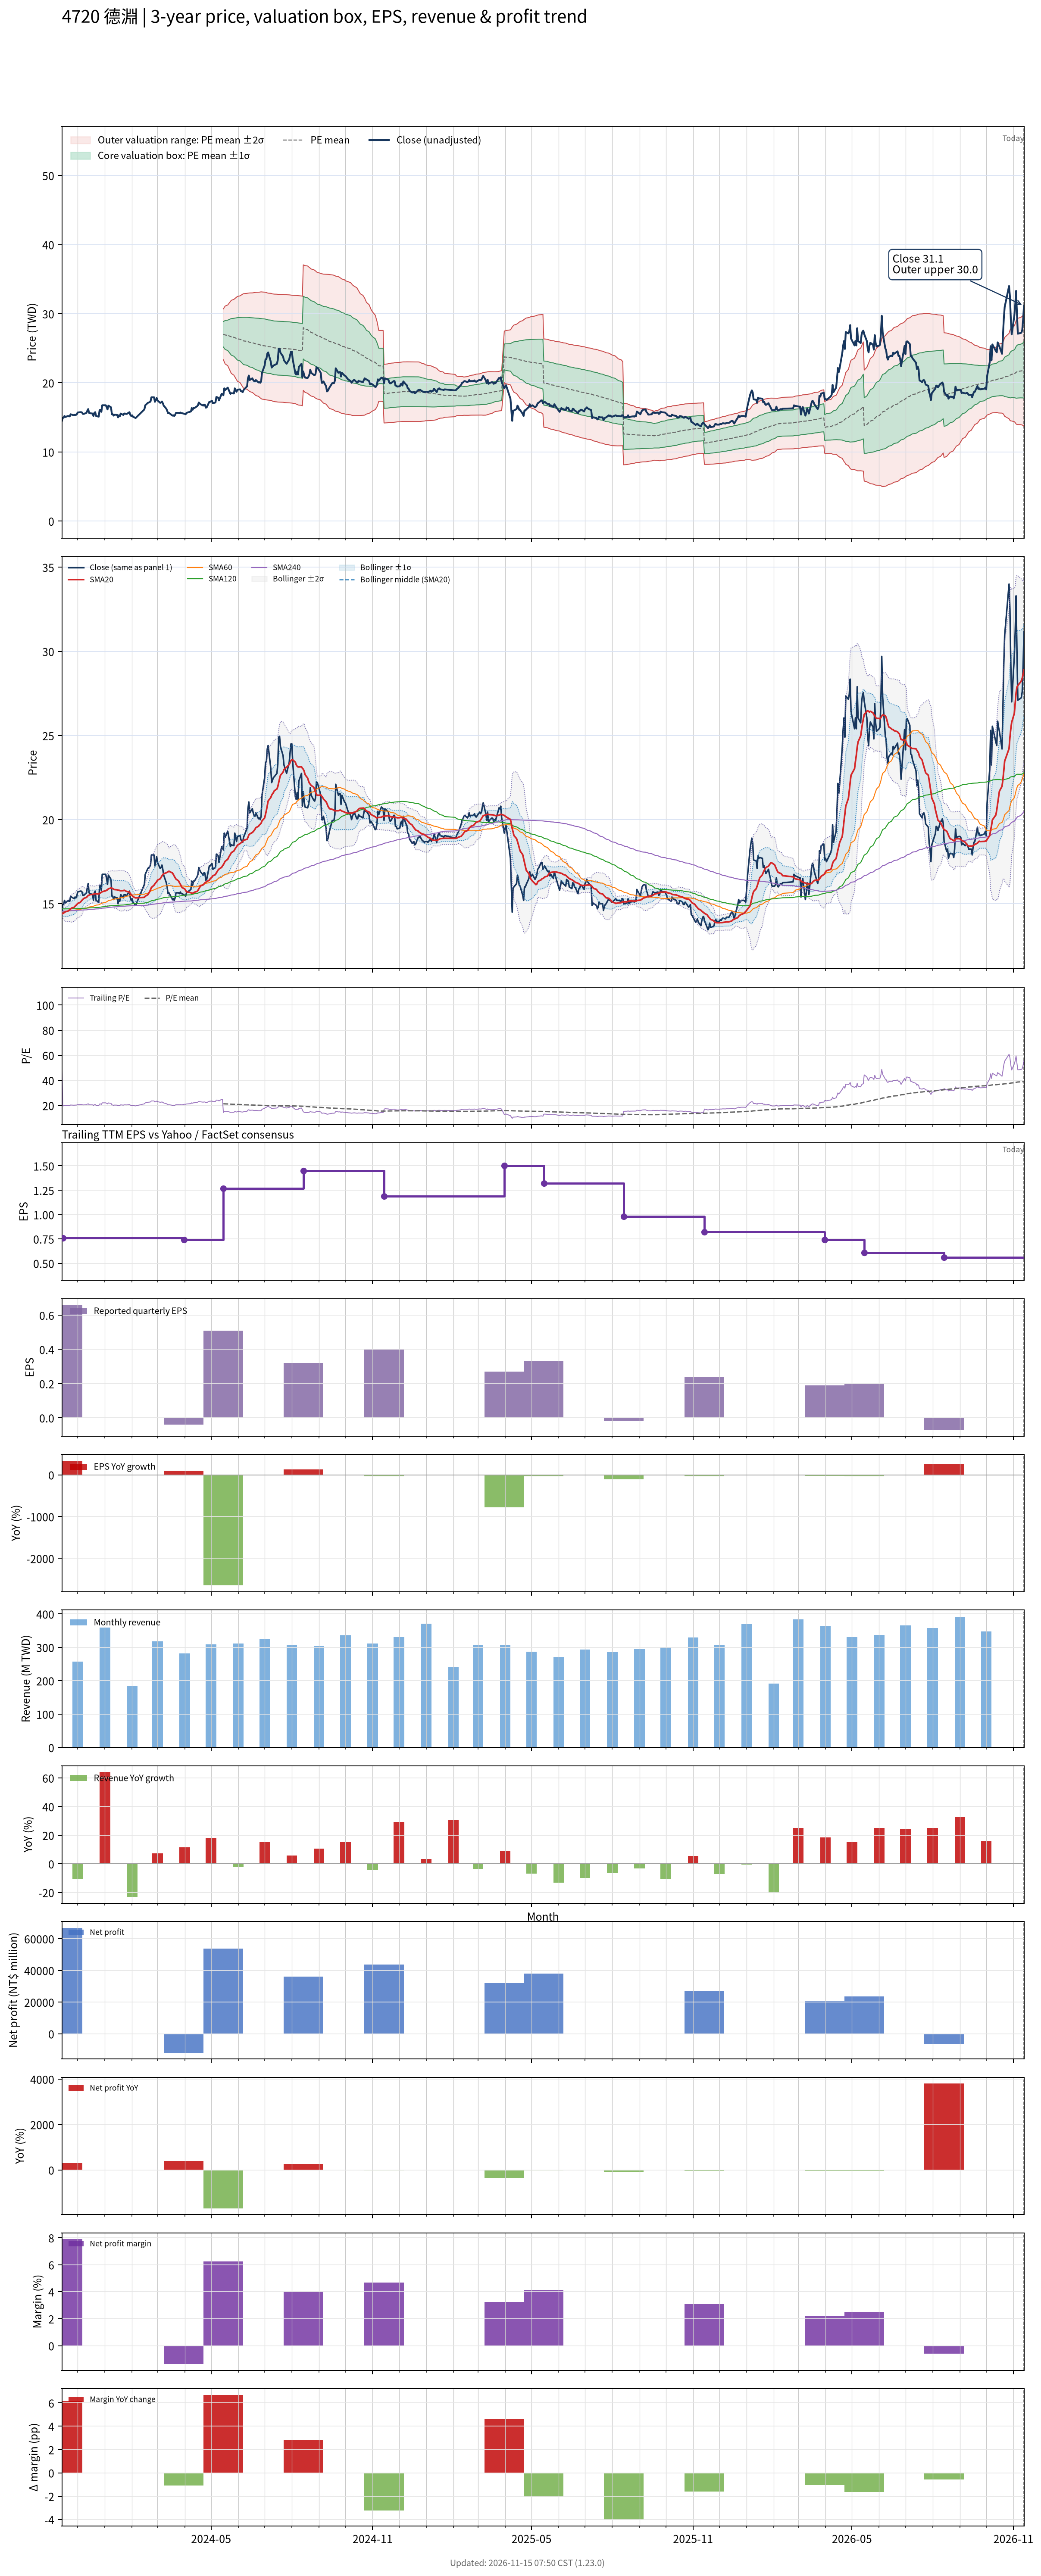 4720 德淵 | 3-year price, valuation box, EPS, revenue & profit trend
Outer valuation range: PE mean ±2σ
PE mean
Close (unadjusted)
Core valuation box: PE mean ±1σ
Today
Close 31.1
Outer upper 30.0
Price (TWD)
50
40
30
20
10
0
Close (same as panel 1)
SMA60
SMA240
Bollinger ±1σ
SMA20
SMA120
Bollinger ±2σ
Bollinger middle (SMA20)
Price
35
30
25
20
15
Trailing P/E
P/E mean
P/E
100
80
60
40
20
Trailing TTM EPS vs Yahoo / FactSet consensus
Today
EPS
1.50
1.25
1.00
0.75
0.50
Reported quarterly EPS
EPS
0.6
0.4
0.2
0.0
EPS YoY growth
YoY (%)
0
-1000
-2000
Monthly revenue
Revenue (M TWD)
400
300
200
100
0
Revenue YoY growth
YoY (%)
60
40
20
0
-20
Month
Net profit
Net profit (NT$ million)
60000
40000
20000
0
Net profit YoY
YoY (%)
4000
2000
0
Net profit margin
Margin (%)
8
6
4
2
0
Margin YoY change
Δ margin (pp)
6
4
2
0
-2
-4
2024-05
2024-11
2025-05
2025-11
2026-05
2026-11
Updated: 2026-11-15 07:50 CST (1.23.0)